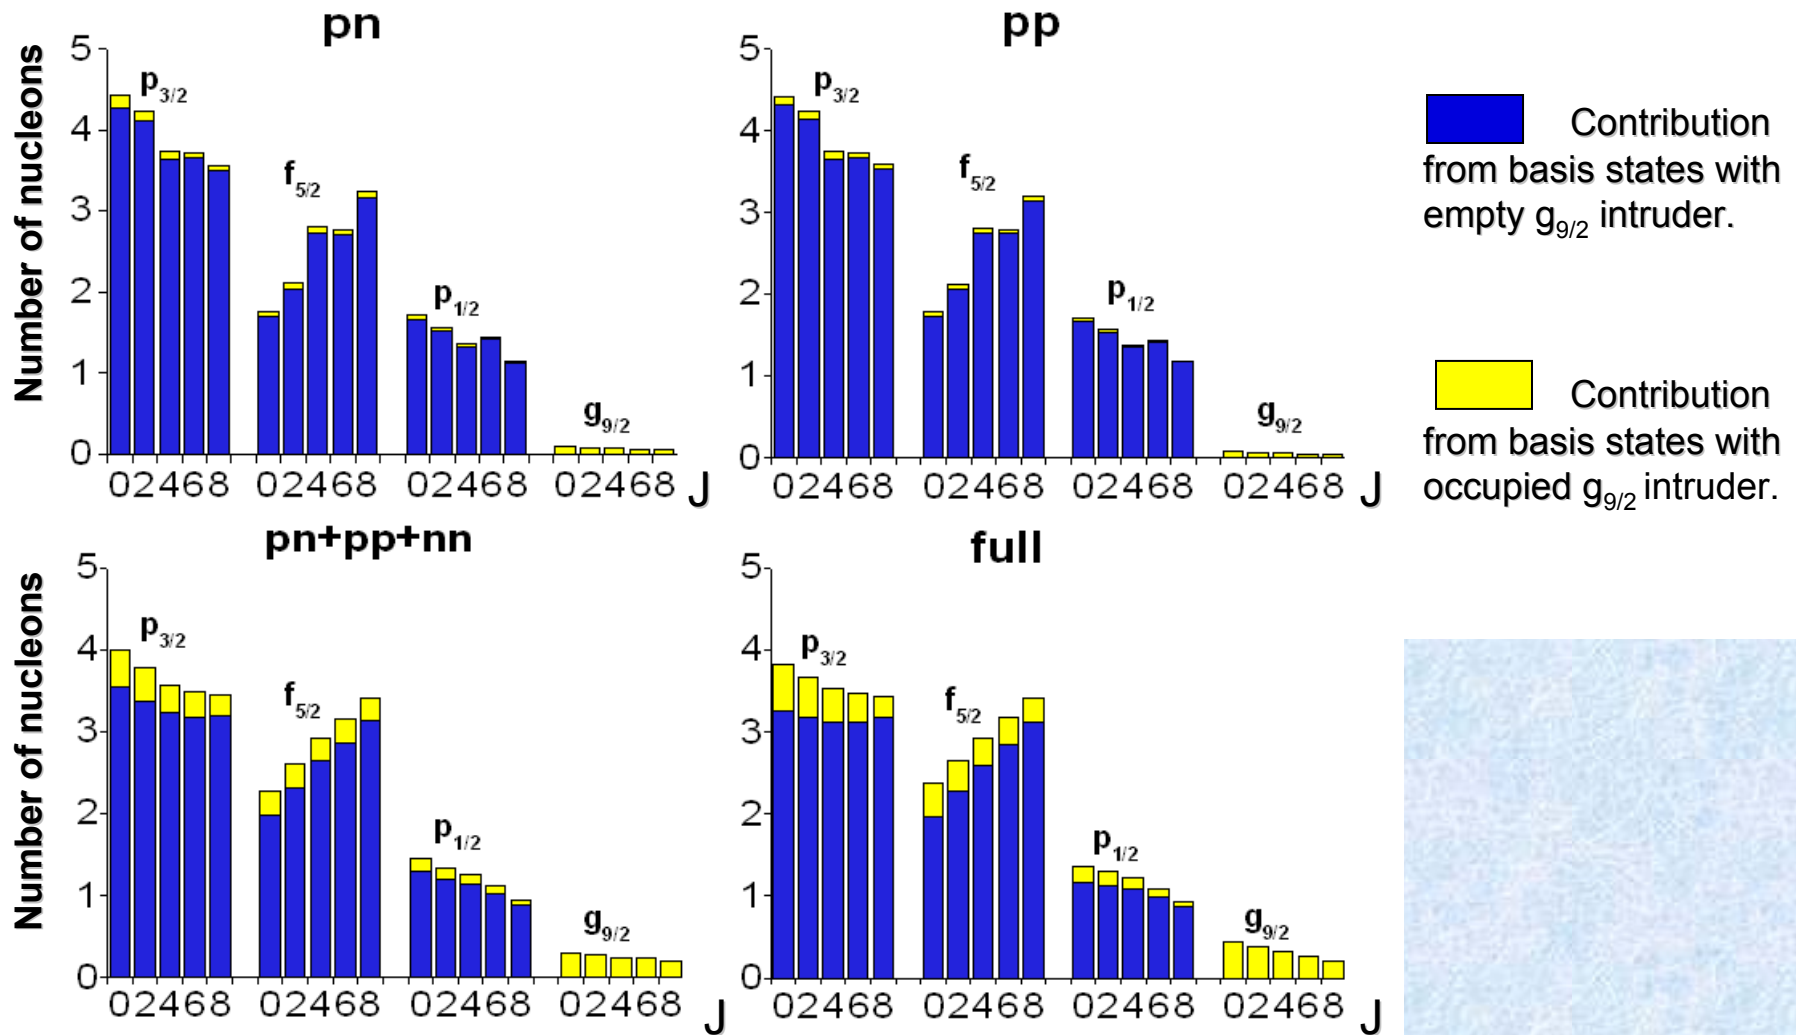 pn
Number of nucleons
5
4
3
2
1
0
p3/2
f5/2
p1/2
g9/2
02468 02468 02468 02468 J
pp
5
4
3
2
1
0
p3/2
f5/2
p1/2
g9/2
02468 02468 02468 02468 J
Contribution
from basis states with
empty g9/2 intruder.
Contribution
from basis states with
occupied g9/2 intruder.
pn+pp+nn
Number of nucleons
5
4
3
2
1
0
p3/2
f5/2
p1/2
g9/2
02468 02468 02468 02468 J
full
5
4
3
2
1
0
p3/2
f5/2
p1/2
g9/2
02468 02468 02468 02468 J